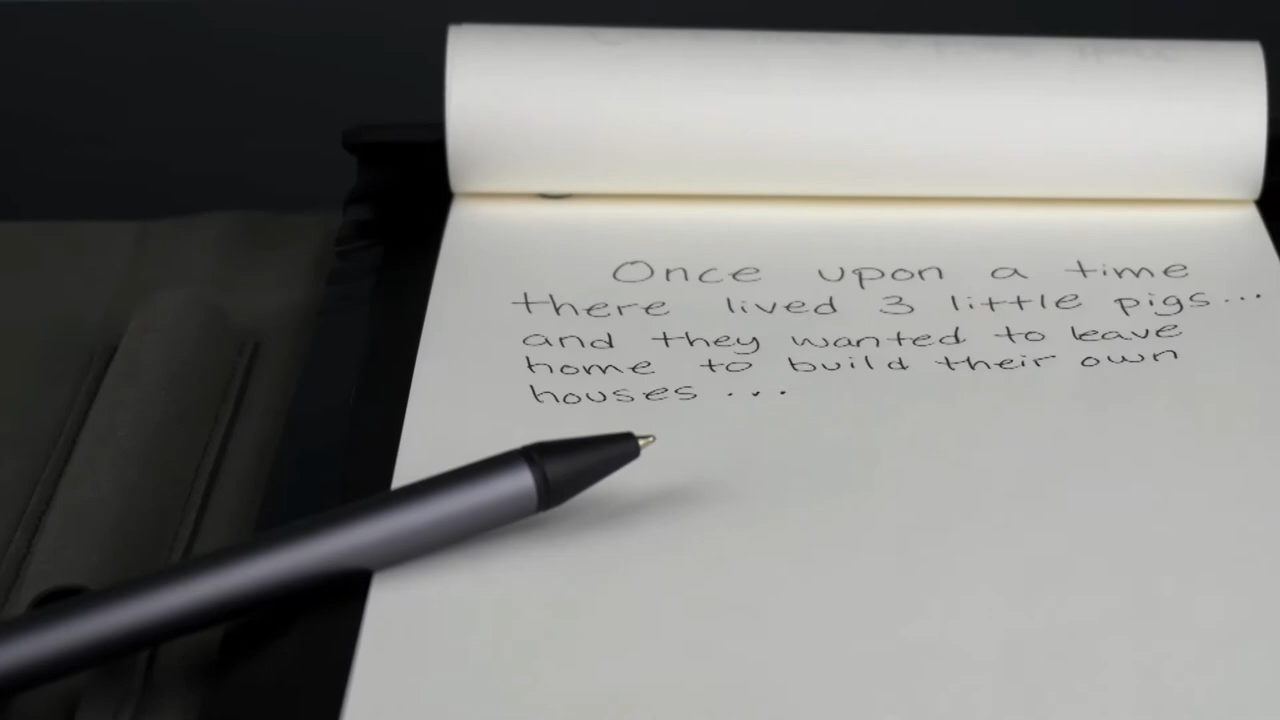 Once upon a time
there lived 3 little pigs...
and they wanted to leave
home to build their own
houses ...